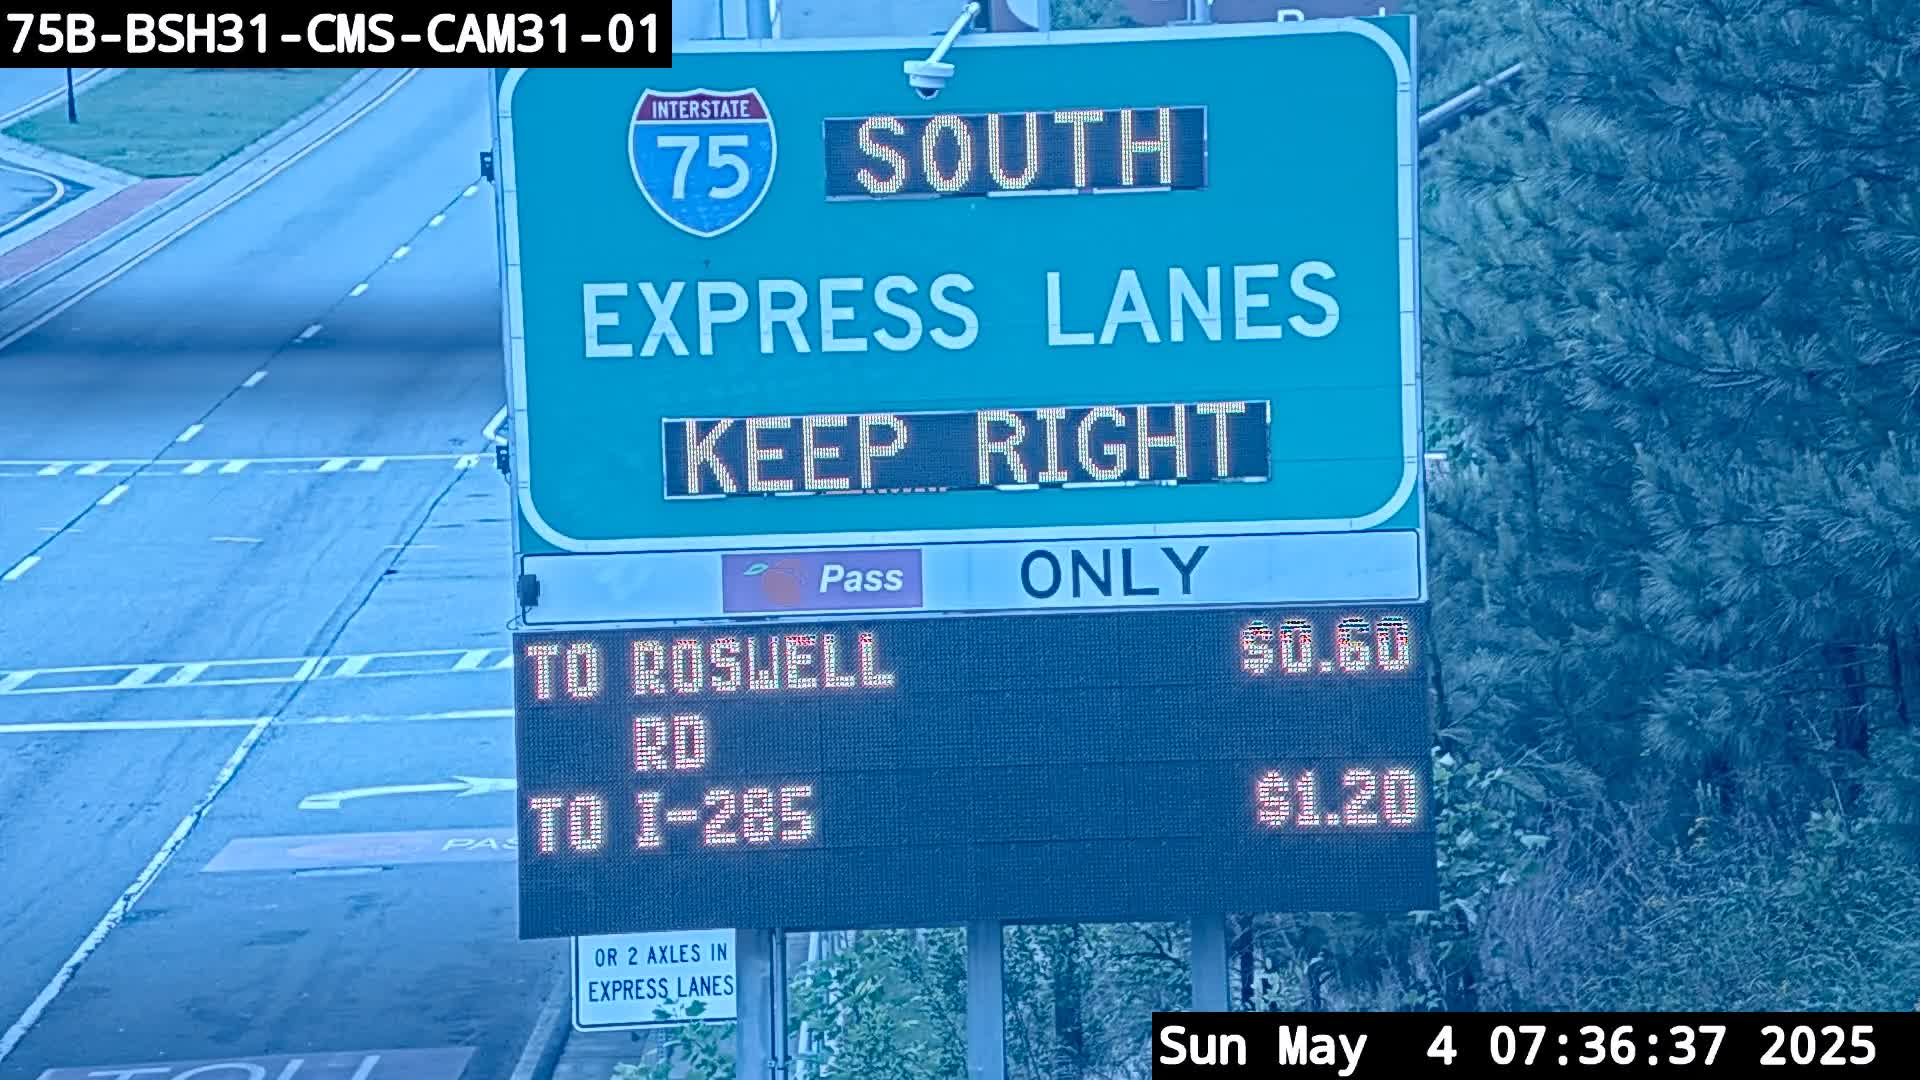 75B-BSH31-CMS-CAM31-01
INTERSTATE
75
SOUTH
EXPRESS LANES
KEEP RIGHT
Pass ONLY
TO ROSWELL $0.60
RD
TO I-285 $1.20
OR 2 AXLES IN
EXPRESS LANES
TOLL
Sun May 4 07:36:37 2025